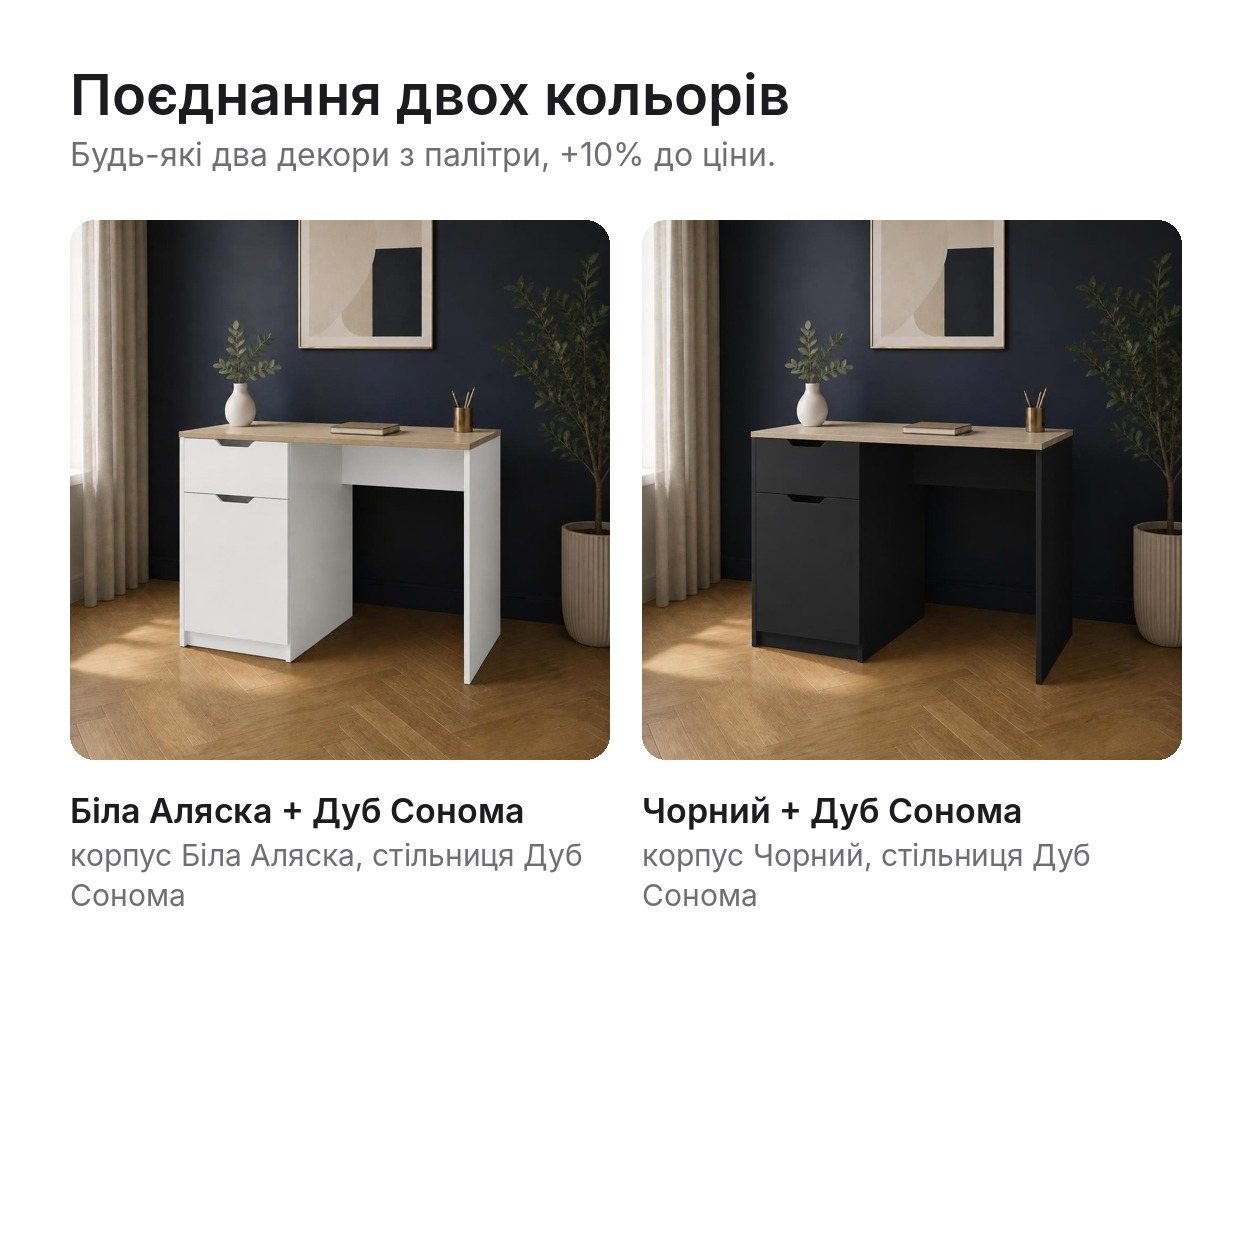 Поєднання двох кольорів
Будь-які два декори з палітри, +10% до ціни.
Біла Аляска + Дуб Сонома
корпус Біла Аляска, стільниця Дуб
Сонома
Чорний + Дуб Сонома
корпус Чорний, стільниця Дуб
Сонома